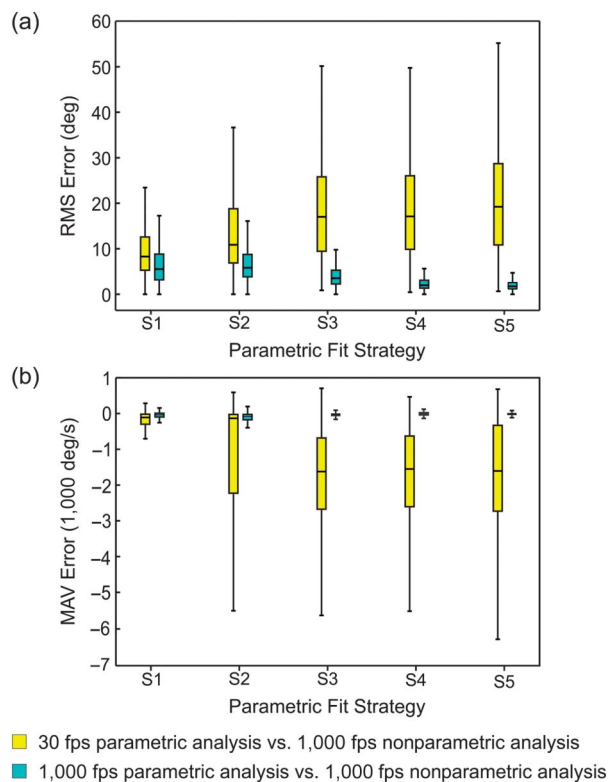 (a)
RMS Error (deg)
60
50
40
30
20
10
0
S1 S2 S3 S4 S5
Parametric Fit Strategy
(b)
MAV Error (1,000 deg/s)
1
0
−1
−2
−3
−4
−5
−6
−7
S1 S2 S3 S4 S5
Parametric Fit Strategy
30 fps parametric analysis vs. 1,000 fps nonparametric analysis
1,000 fps parametric analysis vs. 1,000 fps nonparametric analysis